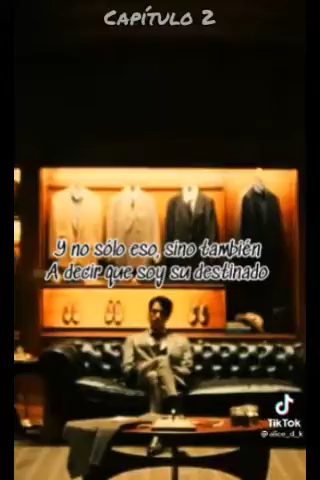 CAPÍTULO 2
Y no sólo eso, sino también
A decir que soy su destinado
TikTok
@alice_d_k